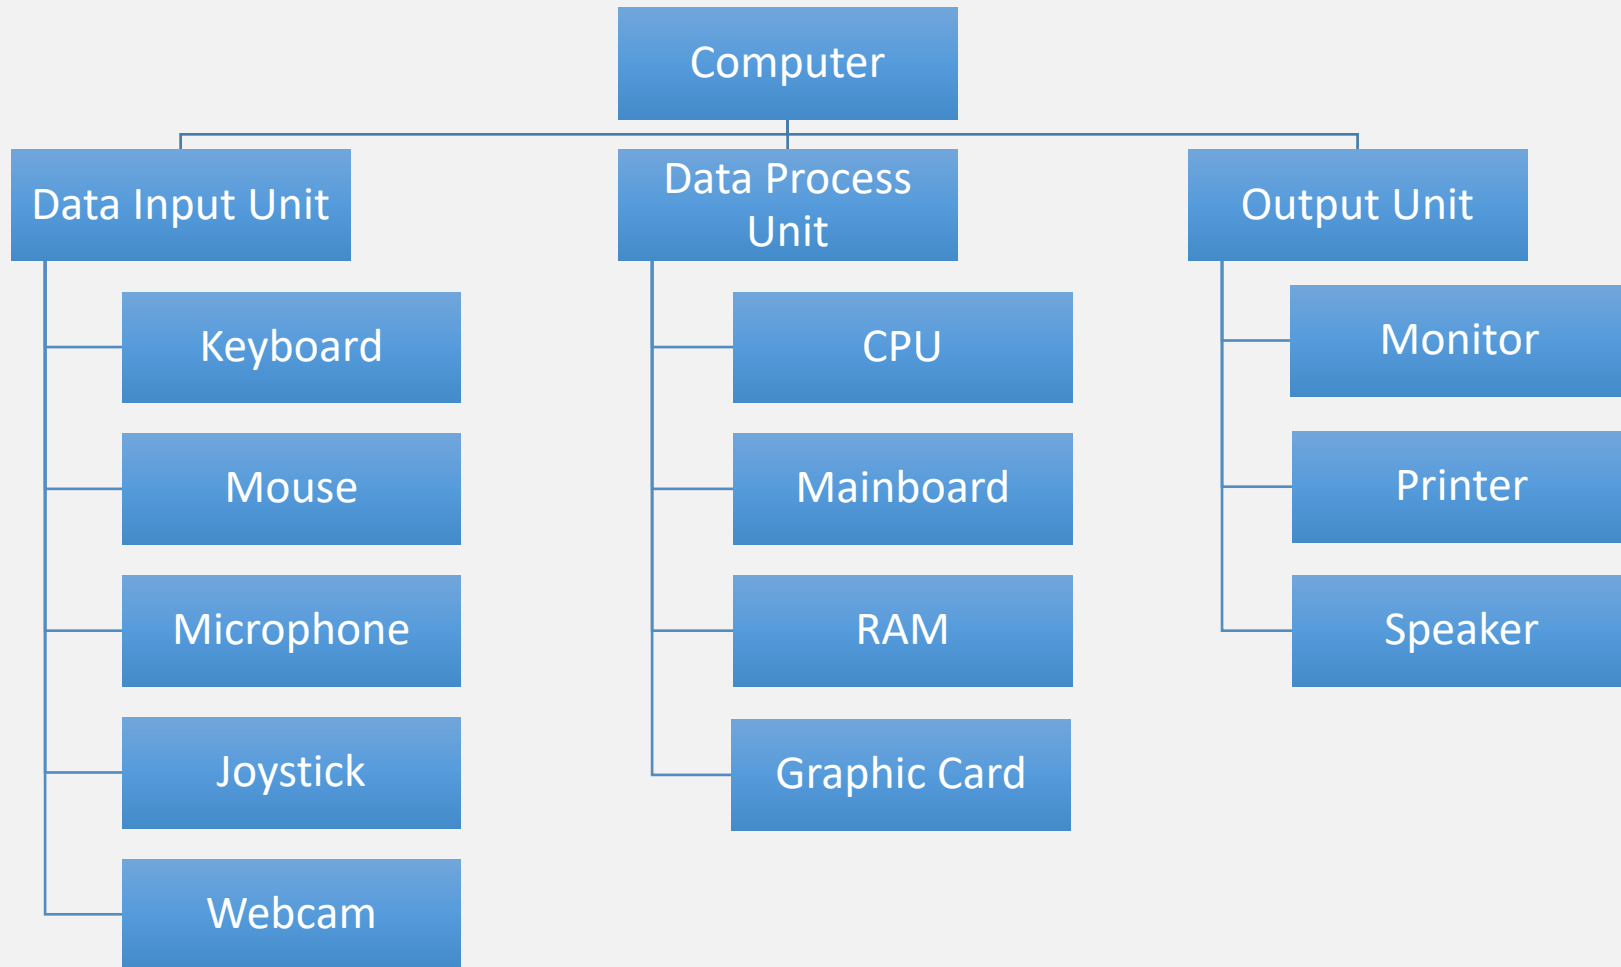 Computer
Data Input Unit
Keyboard
Mouse
Microphone
Joystick
Webcam
Data Process
Unit
CPU
Mainboard
RAM
Graphic Card
Output Unit
Monitor
Printer
Speaker